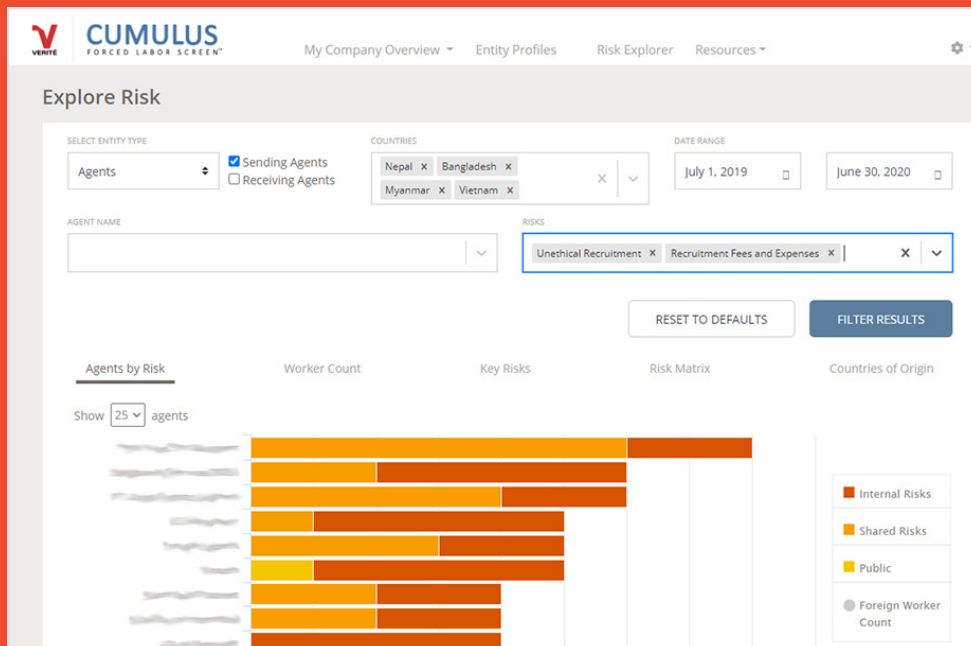 VERITÉ
CUMULUS
FORCED LABOR SCREEN™
My Company Overview Entity Profiles Risk Explorer Resources
Explore Risk
SELECT ENTITY TYPE COUNTRIES DATE RANGE
Agents
Sending Agents
Receiving Agents
Nepal x Bangladesh x
Myanmar x Vietnam x
July 1, 2019 June 30, 2020
AGENT NAME RISKS
Unethical Recruitment x Recruitment Fees and Expenses x
RESET TO DEFAULTS FILTER RESULTS
Agents by Risk Worker Count Key Risks Risk Matrix Countries of Origin
Show 25 agents
Internal Risks
Shared Risks
Public
Foreign Worker
Count